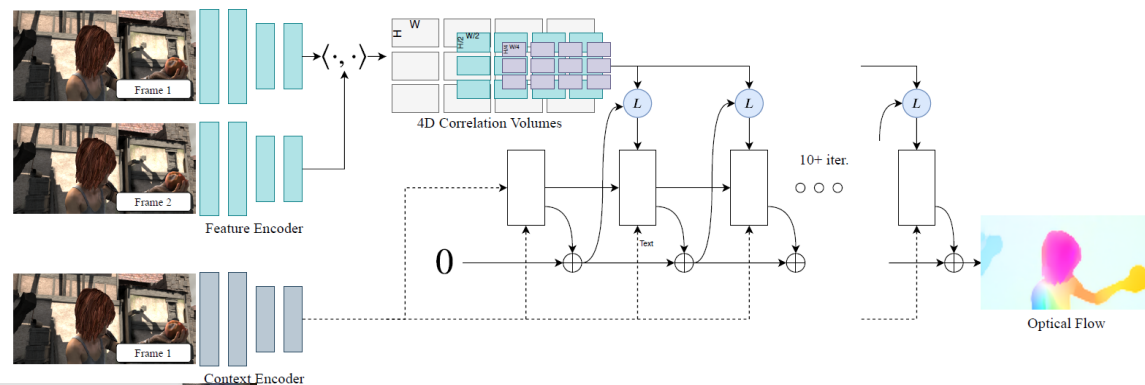 Frame 1
⟨·, ·⟩
H
W
H/2
W/2
H/4
W/4
4D Correlation Volumes
L
L
L
Frame 2
Feature Encoder
10+ iter.
Text
0
Frame 1
Optical Flow
Context Encoder